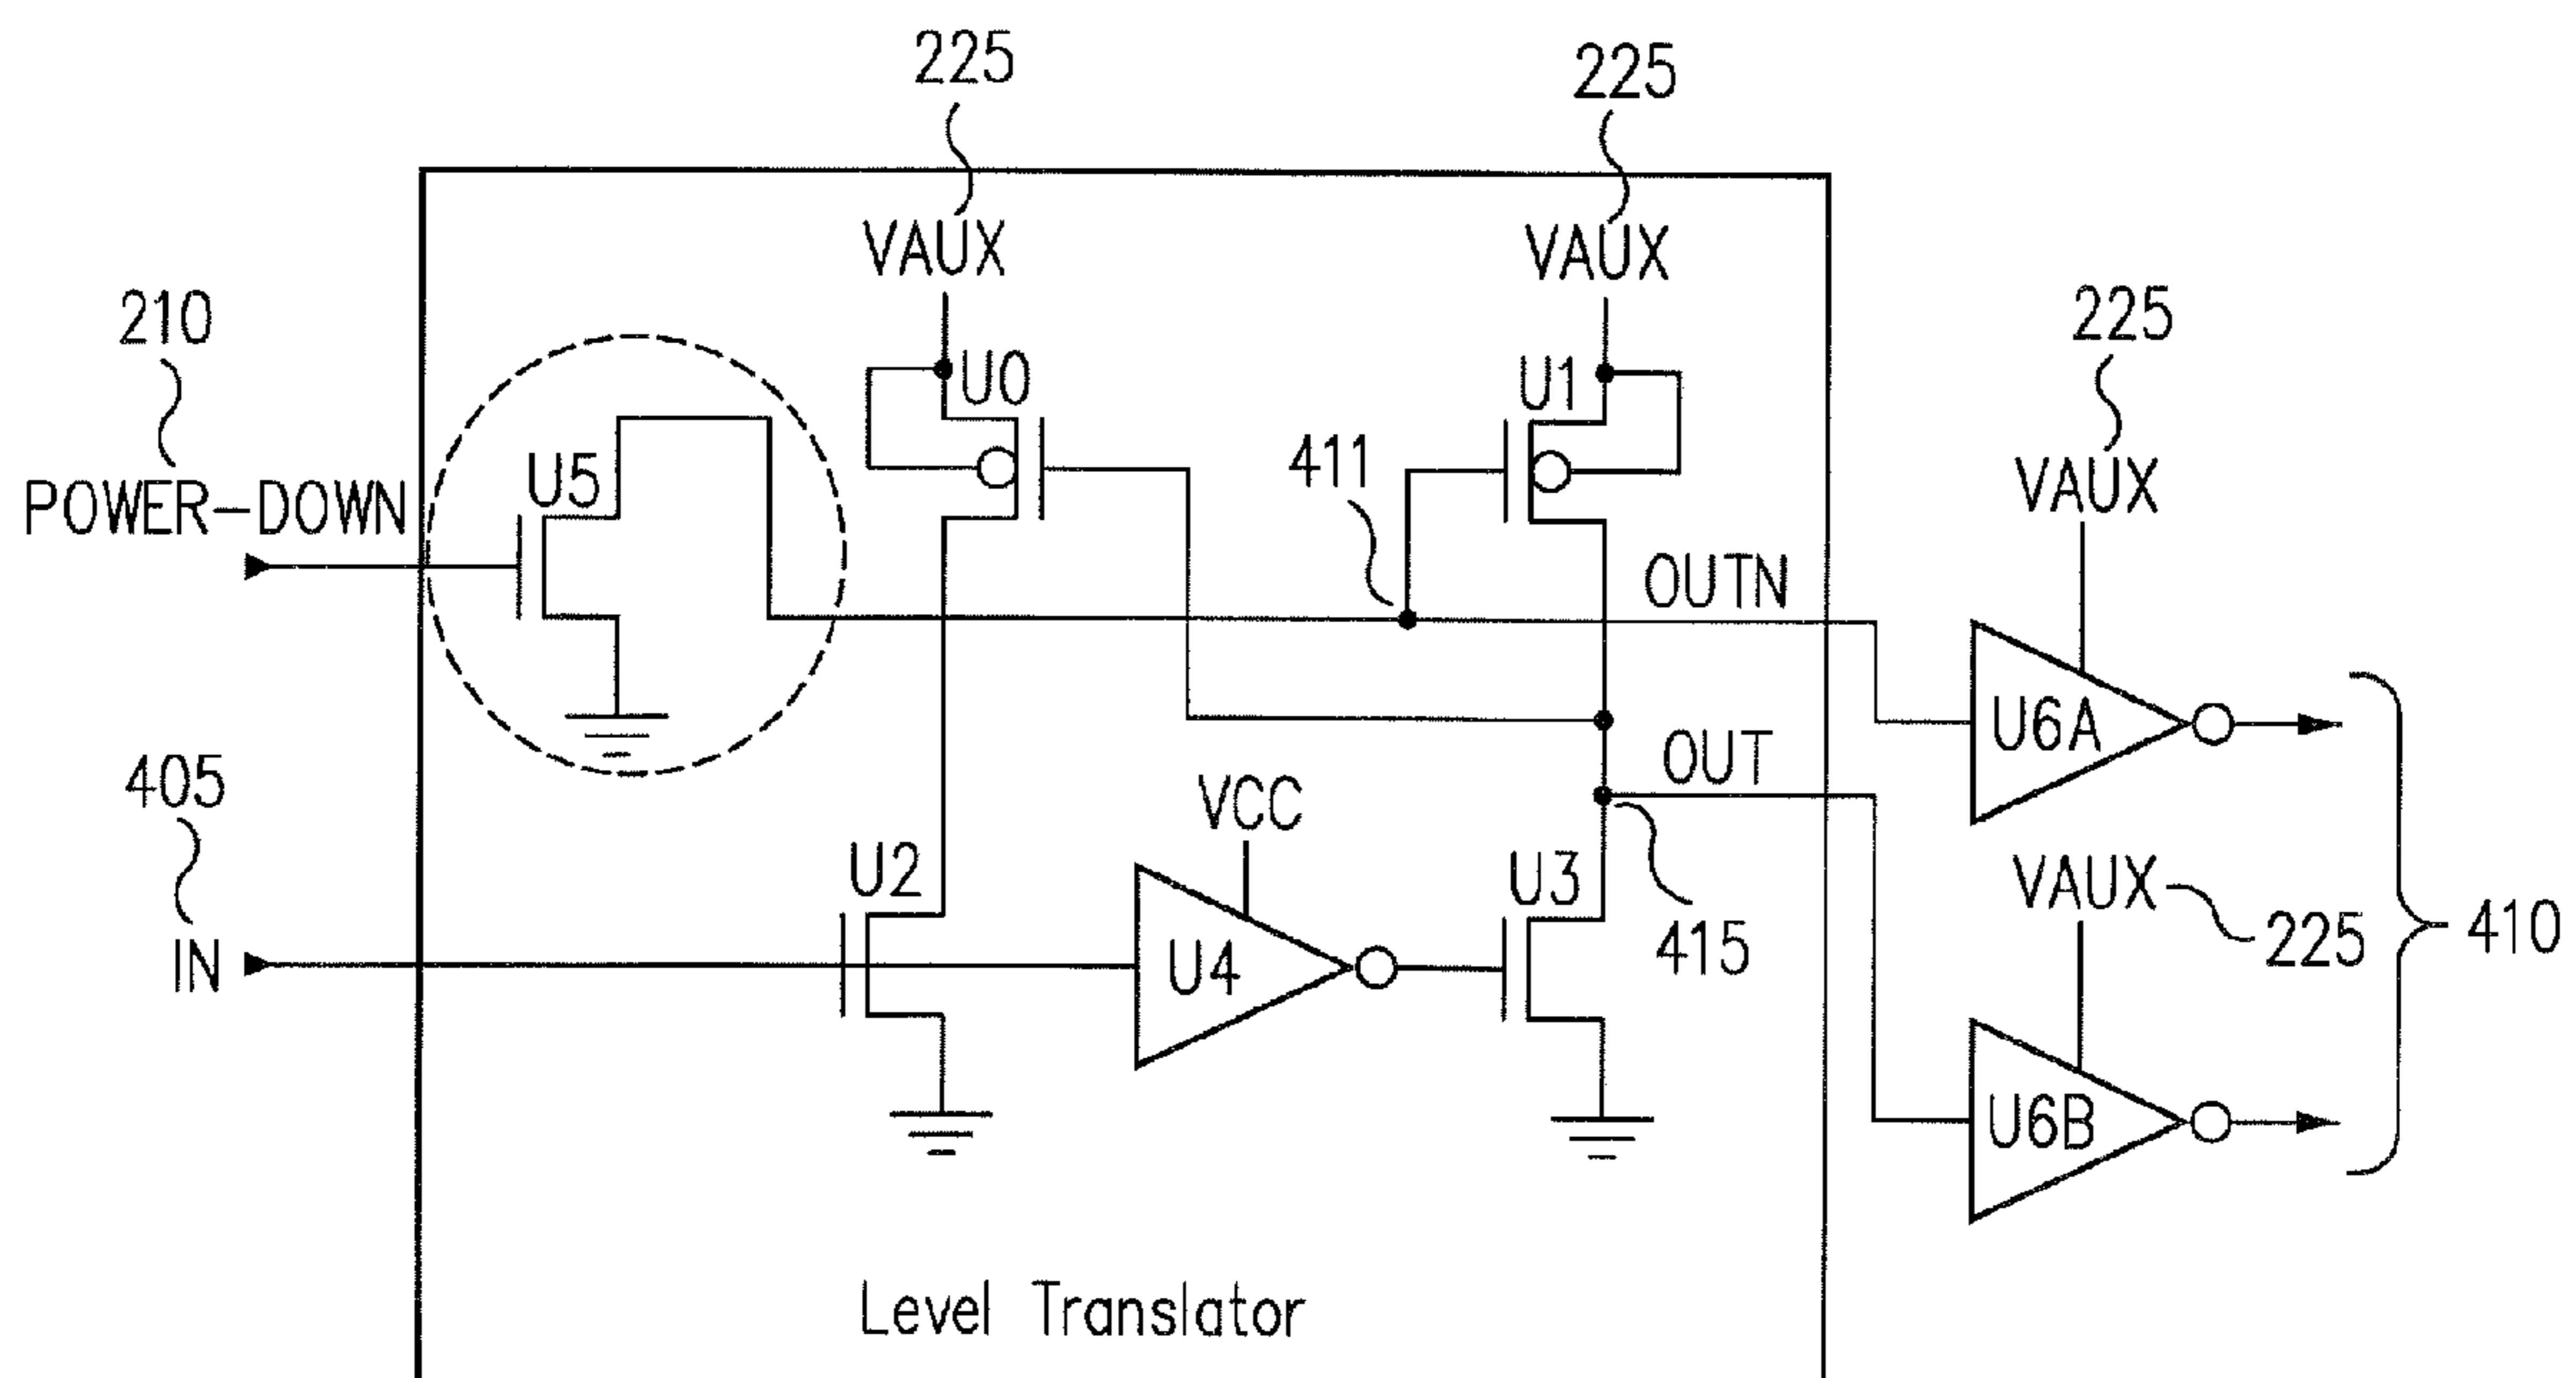 225
225
VAUX
VAUX
225
210
U0
U1
411
U5
VAUX
POWER-DOWN
OUTN
U6A
405
VCC
OUT
U2
U3
VAUX
225
410
IN
U4
415
U6B
Level Translator